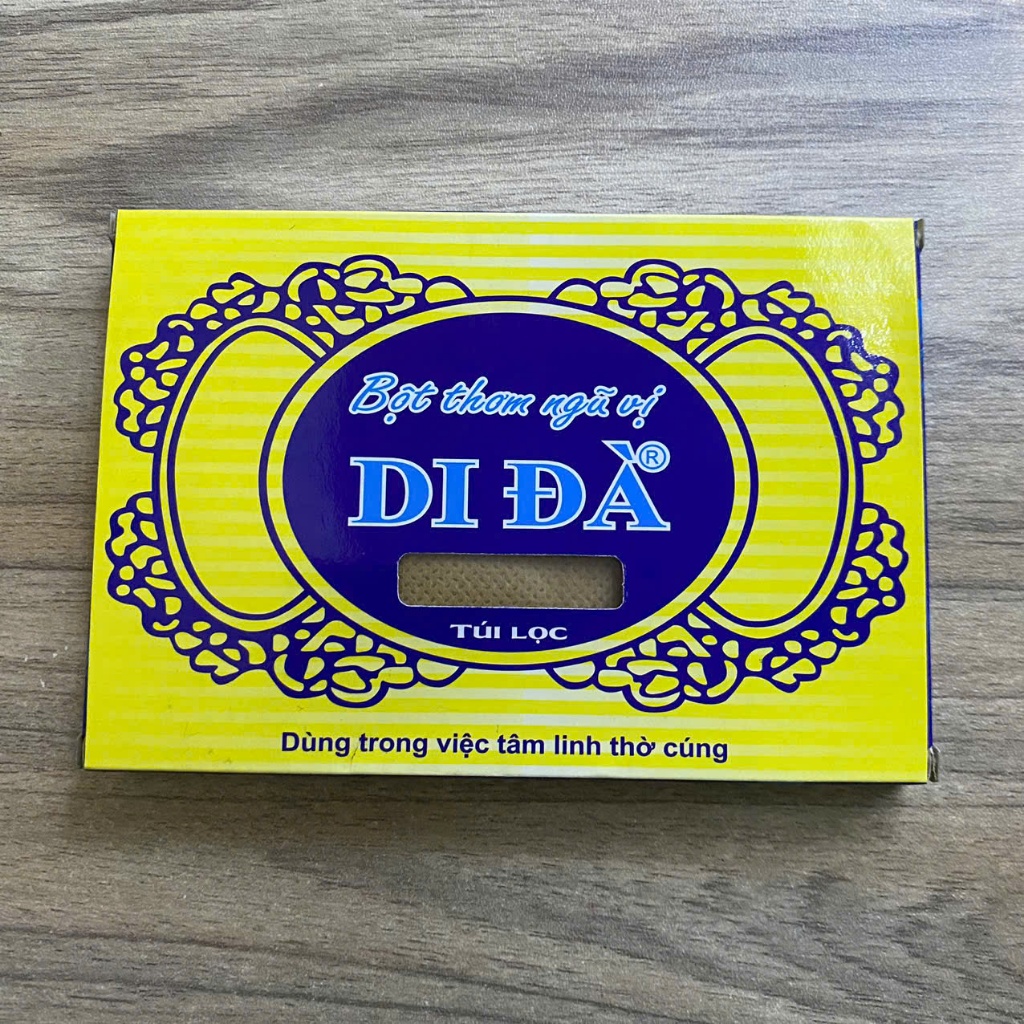 Bột thơm ngũ vị
DI ĐÀ®
TÚI LỌC
Dùng trong việc tâm linh thờ cúng